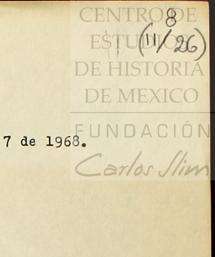 8
(11/26)
CENTRO DE
ESTUDIOS
DE HISTORIA
DE MEXICO
FUNDACIÓN
Carlos Slim
7 de 1968.